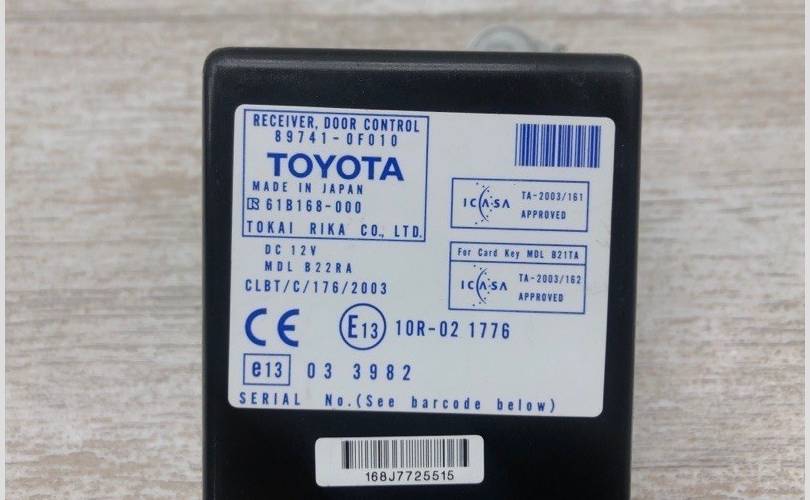 RECEIVER, DOOR CONTROL
89741-0F010
TOYOTA
MADE IN JAPAN
R 61B168-000
TOKAI RIKA CO., LTD.
DC 12V
MDL B22RA
CLBT/C/176/2003
CE E13 10R-02 1776
e13 03 3982
SERIAL No.(See barcode below)
ICASA TA-2003/161
APPROVED
For Card Key MDL B21TA
ICASA TA-2003/162
APPROVED
168J7725515